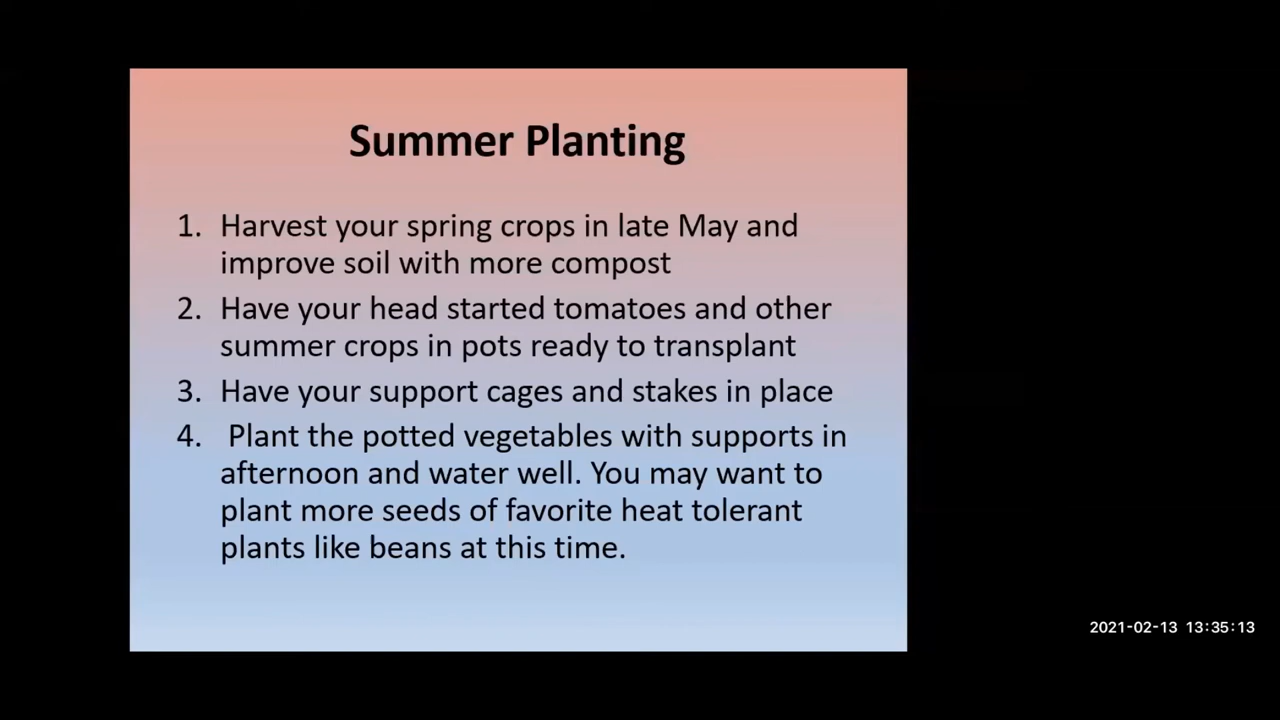 Summer Planting
1. Harvest your spring crops in late May and
improve soil with more compost
2. Have your head started tomatoes and other
summer crops in pots ready to transplant
3. Have your support cages and stakes in place
4. Plant the potted vegetables with supports in
afternoon and water well. You may want to
plant more seeds of favorite heat tolerant
plants like beans at this time.
2021-02-13 13:35:13